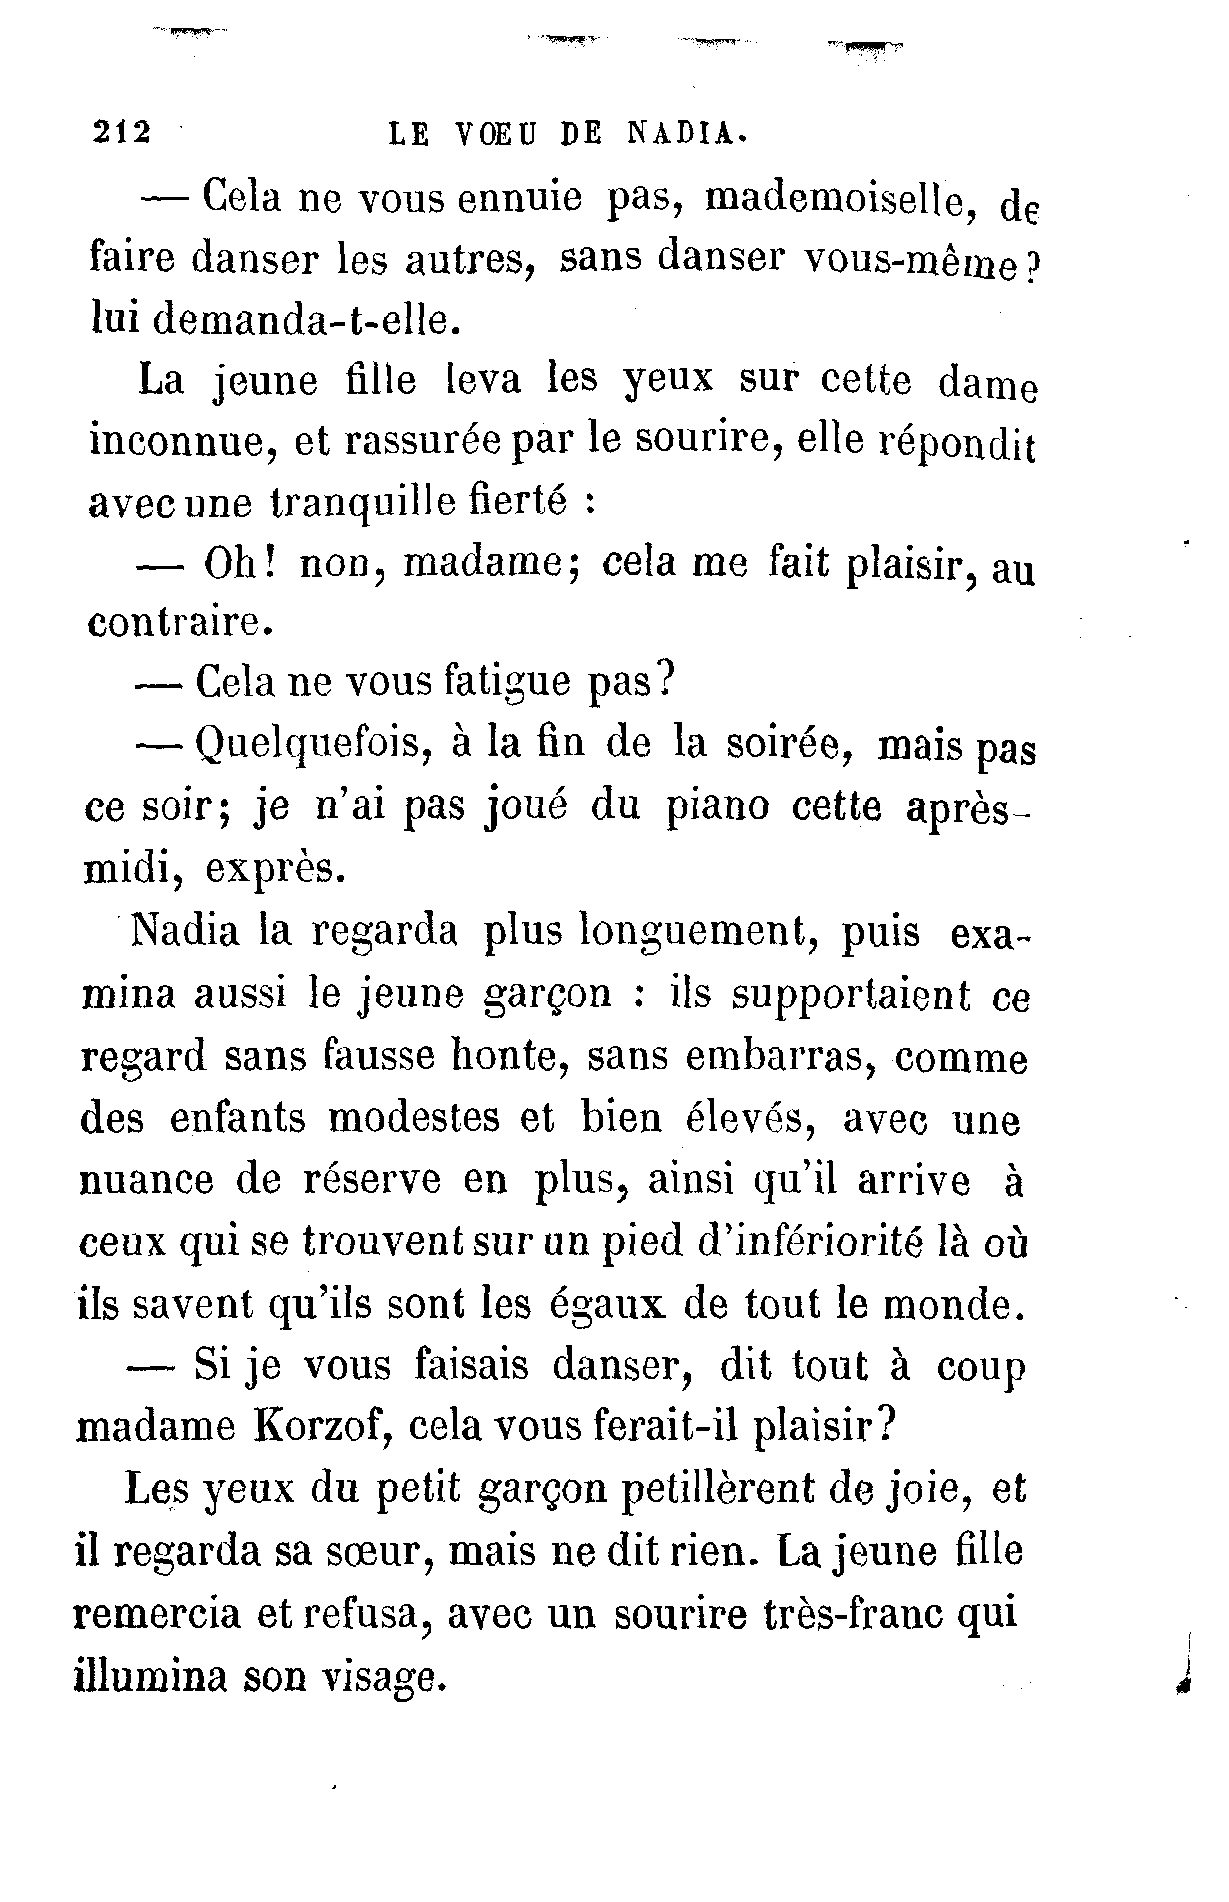 212 LE VŒU DE NADIA.
— Cela ne vous ennuie pas, mademoiselle, de
faire danser les autres, sans danser vous-même?
lui demanda-t-elle.
La jeune fille leva les yeux sur cette dame
inconnue, et rassurée par le sourire, elle répondit
avec une tranquille fierté :
— Oh! non, madame; cela me fait plaisir, au
contraire.
— Cela ne vous fatigue pas?
— Quelquefois, à la fin de la soirée, mais pas
ce soir; je n'ai pas joué du piano cette après-
midi, exprès.
Nadia la regarda plus longuement, puis exa-
mina aussi le jeune garçon : ils supportaient ce
regard sans fausse honte, sans embarras, comme
des enfants modestes et bien élevés, avec une
nuance de réserve en plus, ainsi qu'il arrive à
ceux qui se trouvent sur un pied d'infériorité là où
ils savent qu'ils sont les égaux de tout le monde.
— Si je vous faisais danser, dit tout à coup
madame Korzof, cela vous ferait-il plaisir?
Les yeux du petit garçon petillèrent de joie, et
il regarda sa sœur, mais ne dit rien. La jeune fille
remercia et refusa, avec un sourire très-franc qui
illumina son visage.